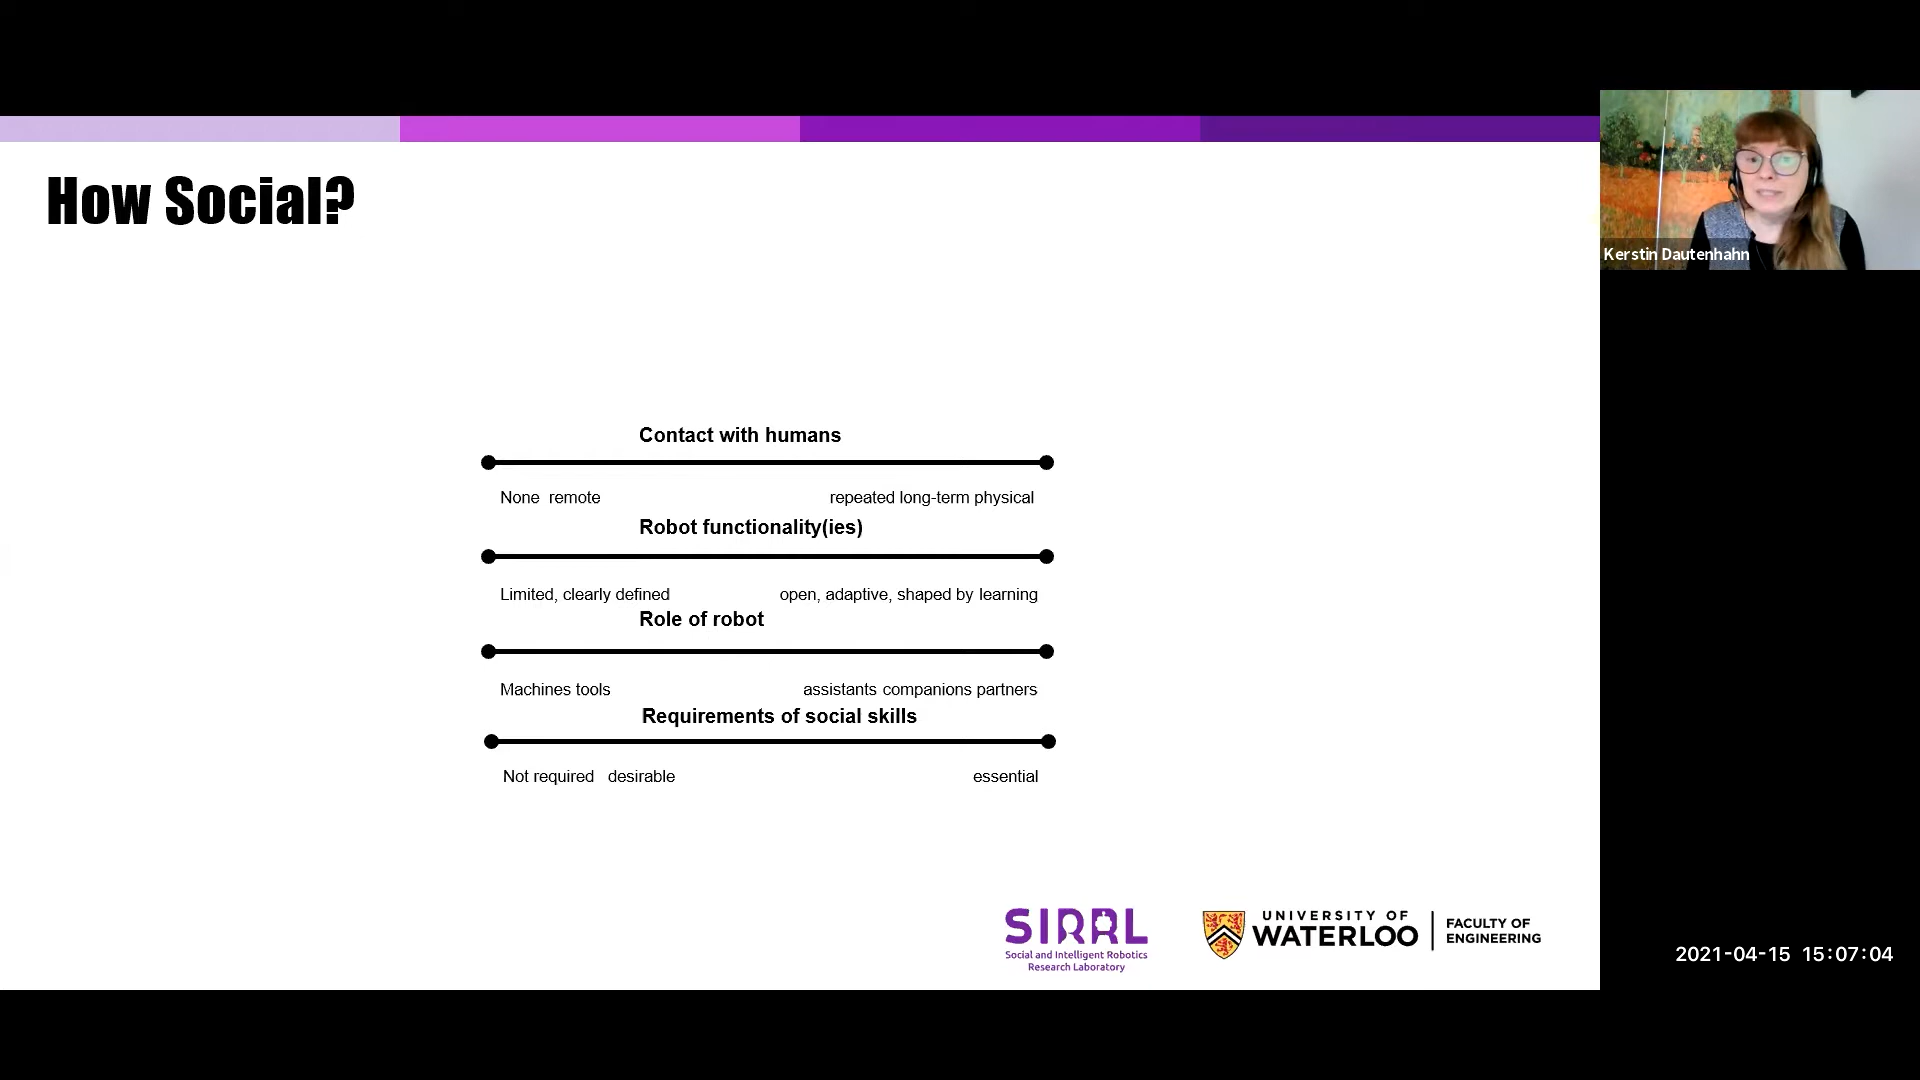 How Social?
Kerstin Dautenhahn
Contact with humans
None remote repeated long-term physical
Robot functionality(ies)
Limited, clearly defined open, adaptive, shaped by learning
Role of robot
Machines tools assistants companions partners
Requirements of social skills
Not required desirable essential
SIRRL
Social and Intelligent Robotics
Research Laboratory
UNIVERSITY OF
WATERLOO
FACULTY OF
ENGINEERING
2021-04-15 15:07:04